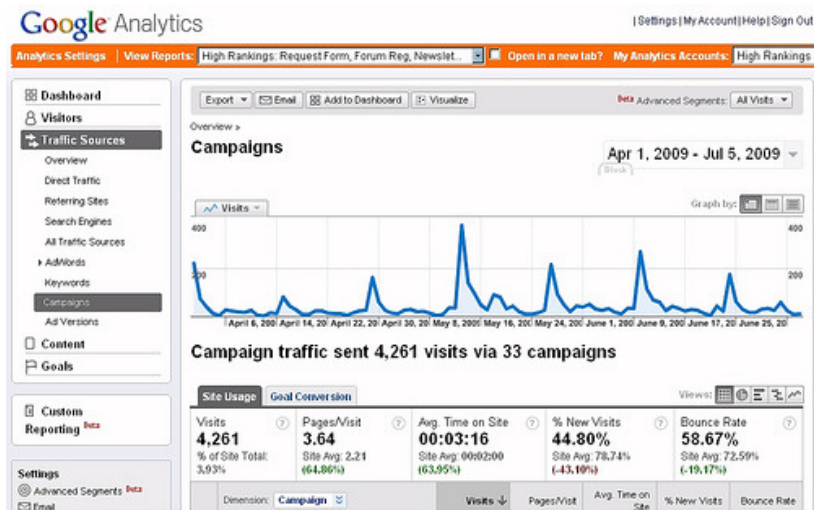 Google Analytics
| Settings | My Account | Help | Sign Out
Analytics Settings | View Reports: High Rankings: Request Form, Forum Reg, Newslet... Open in a new tab? My Analytics Accounts: High Rankings
Dashboard
Visitors
Traffic Sources
Overview
Direct Traffic
Referring Sites
Search Engines
All Traffic Sources
AdWords
Keywords
Campaigns
Ad Versions
Content
Goals
Custom
Reporting Beta
Settings
Advanced Segments Beta
Email
Export Email Add to Dashboard Visualize
Beta Advanced Segments: All Visits
Overview »
Campaigns
Apr 1, 2009 - Jul 5, 2009
Visits
Graph by:
400 400
200 200
April 6, 200 April 14, 20 April 22, 20 April 30, 20 May 8, 2009 May 16, 200 May 24, 200 June 1, 200 June 9, 200 June 17, 20 June 25, 20
Campaign traffic sent 4,261 visits via 33 campaigns
Site Usage Goal Conversion
Views:
Visits Pages/Visit Avg. Time on Site % New Visits Bounce Rate
4,261 3.64 00:03:16 44.80% 58.67%
% of Site Total: Site Avg: 2.21 Site Avg: 00:02:00 Site Avg: 78.74% Site Avg: 72.59%
3.93% (64.86%) (63.95%) (-43.10%) (-19.17%)
Dimension: Campaign Visits Pages/Visit Avg. Time on Site % New Visits Bounce Rate